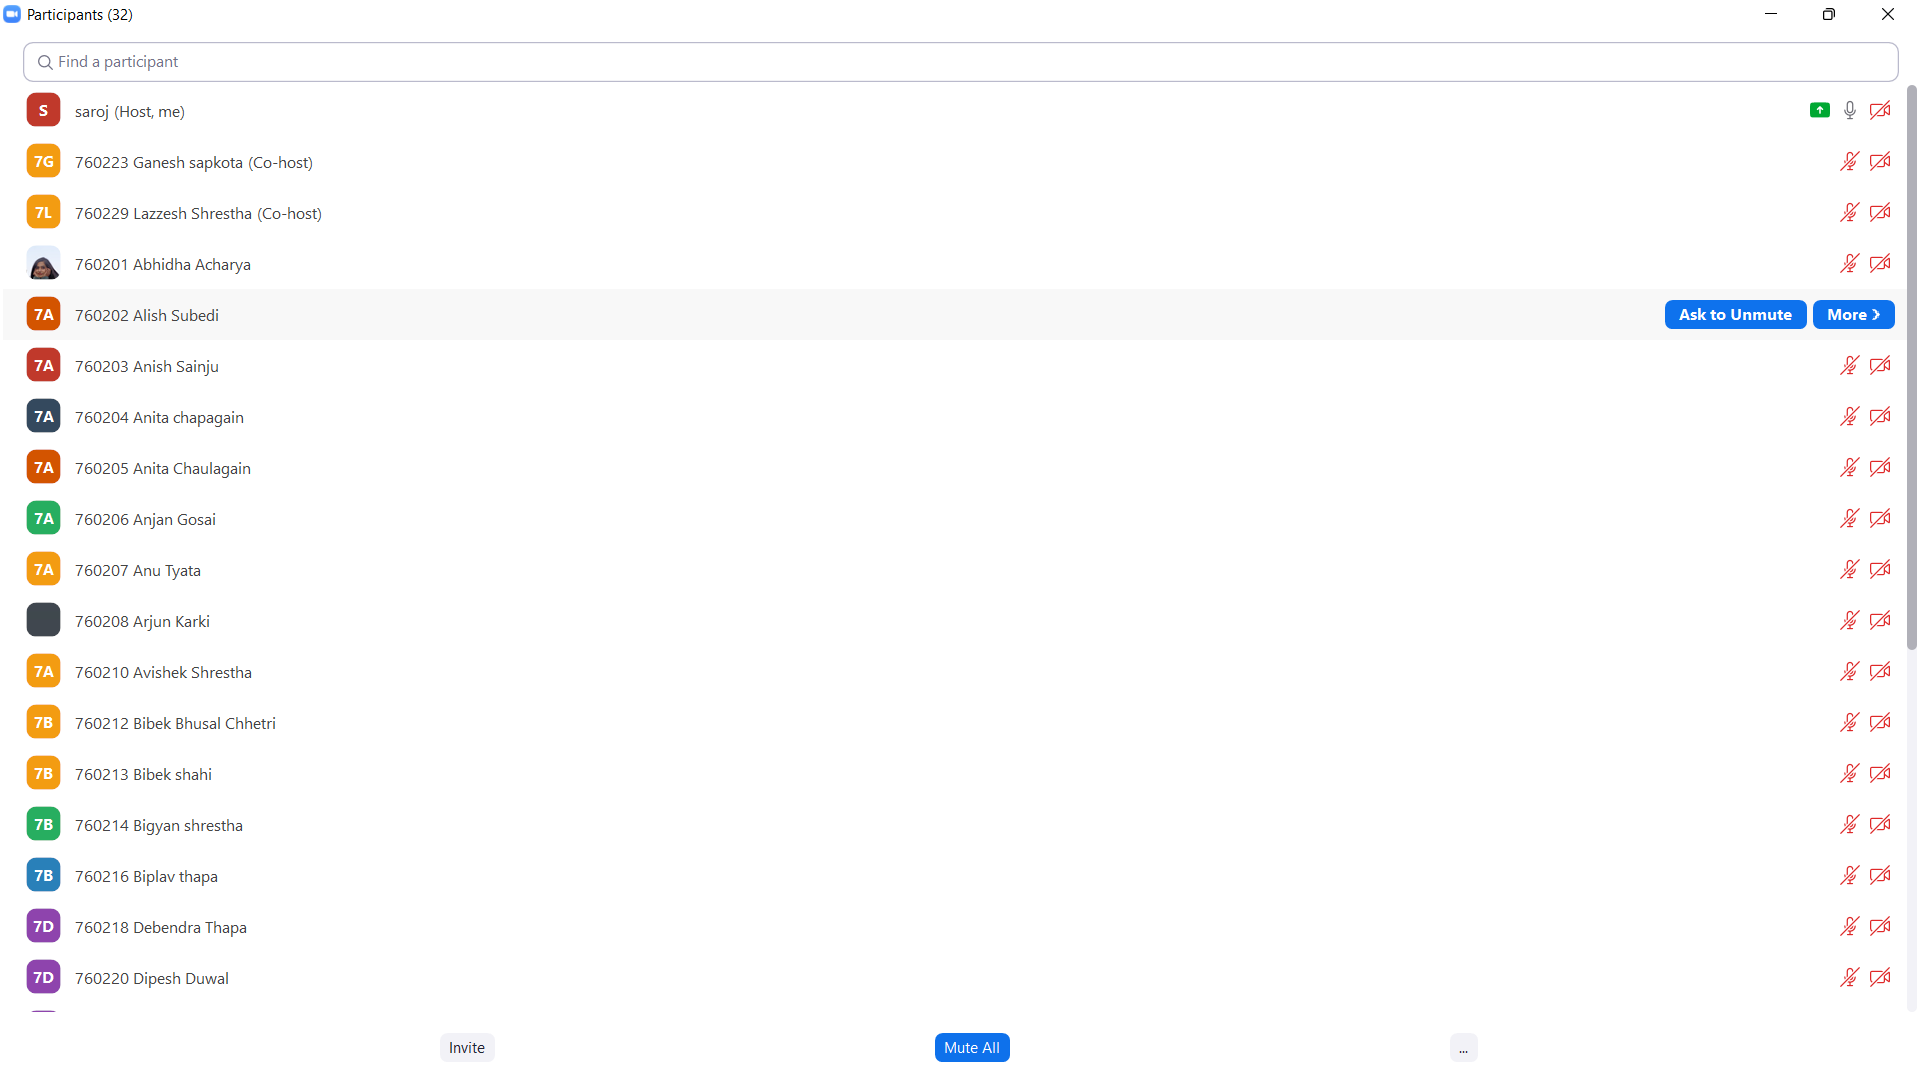 Participants (32)
Find a participant
S saroj (Host, me)
7G 760223 Ganesh sapkota (Co-host)
7L 760229 Lazzesh Shrestha (Co-host)
760201 Abhidha Acharya
7A 760202 Alish Subedi Ask to Unmute More >
7A 760203 Anish Sainju
7A 760204 Anita chapagain
7A 760205 Anita Chaulagain
7A 760206 Anjan Gosai
7A 760207 Anu Tyata
760208 Arjun Karki
7A 760210 Avishek Shrestha
7B 760212 Bibek Bhusal Chhetri
7B 760213 Bibek shahi
7B 760214 Bigyan shrestha
7B 760216 Biplav thapa
7D 760218 Debendra Thapa
7D 760220 Dipesh Duwal
Invite Mute All ...